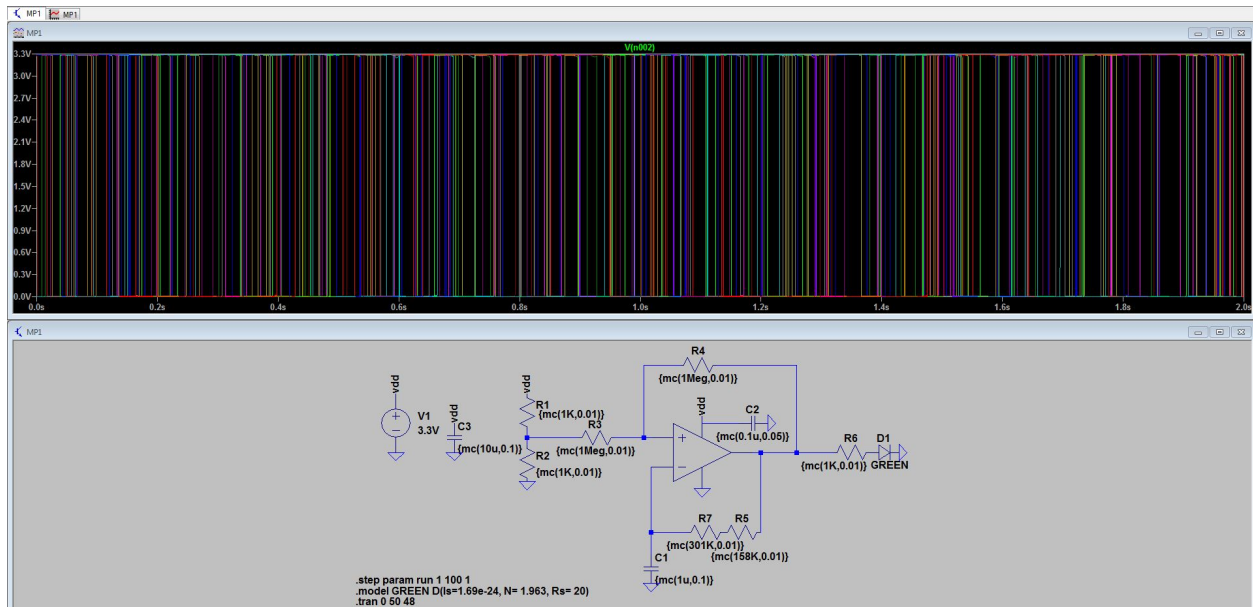 MP1 MP1
MP1
V(n002)
3.3V
3.0V
2.7V
2.4V
2.1V
1.8V
1.5V
1.2V
0.9V
0.6V
0.3V
0.0V
0.0s 0.2s 0.4s 0.6s 0.8s 1.0s 1.2s 1.4s 1.6s 1.8s 2.0s
MP1
R4
{mc(1Meg,0.01)}
vdd
V1
3.3V
vdd
C3
{mc(10u,0.1)}
vdd
R1
{mc(1K,0.01)}
R2
{mc(1K,0.01)}
R3
{mc(1Meg,0.01)}
vdd
C2
{mc(0.1u,0.05)}
R6
{mc(1K,0.01)}
D1
GREEN
R7
{mc(301K,0.01)}
R5
{mc(158K,0.01)}
C1
{mc(1u,0.1)}
.step param run 1 100 1
.model GREEN D(Is=1.69e-24, N= 1.963, Rs= 20)
.tran 0 50 48